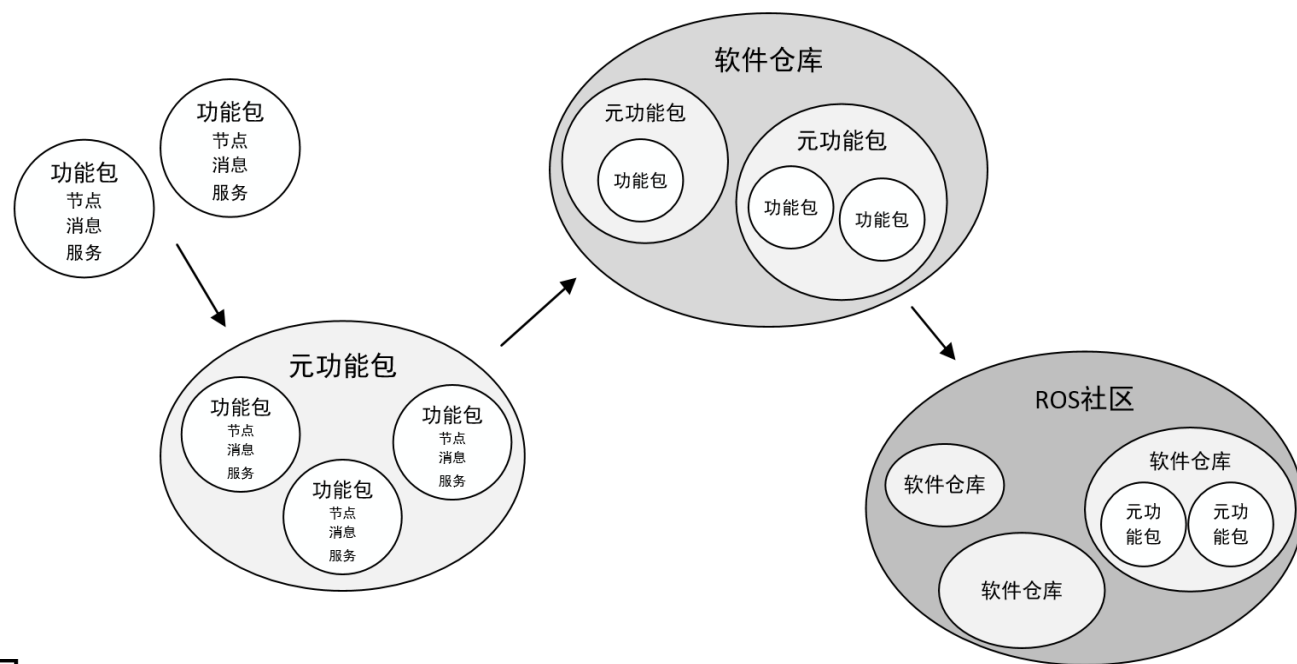 功能包
节点
消息
服务
功能包
节点
消息
服务
元功能包
功能包
节点
消息
服务
功能包
节点
消息
服务
功能包
节点
消息
服务
软件仓库
元功能包
功能包
元功能包
功能包
功能包
ROS社区
软件仓库
软件仓库
软件仓库
元功
能包
元功
能包